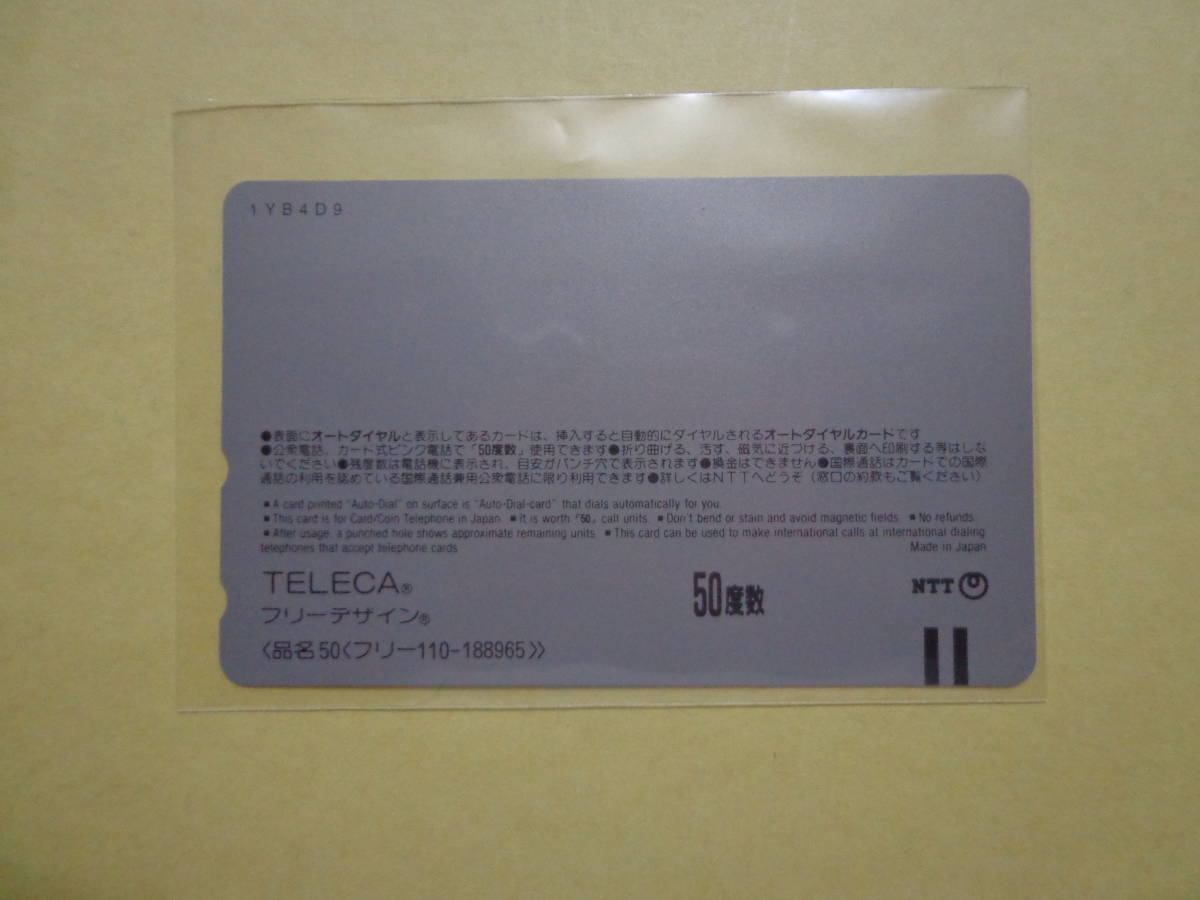 1YB4D9
●表面にオートダイヤルと表示してあるカードは、挿入すると自動的にダイヤルされるオートダイヤルカードです
●公衆電話、カード式ピンク電話で「50度数」使用できます●折り曲げる、汚す、磁気に近づける、裏面へ印刷する等はしな
いでください●残度数は電話機に表示され、目安がパンチ穴で表示されます●換金はできません●国際通話はカードでの国際
通話の利用を認めている国際通話兼用公衆電話に限り利用できます●詳しくはNTTへどうぞ（窓口の約款もご覧ください）
■A card printed "Auto-Dial" on surface is "Auto-Dial-card" that dials automatically for you.
■This card is for Card/Coin Telephone in Japan ■It is worth「50」call units. ■Don't bend or stain and avoid magnetic fields ■No refunds.
■After usage, a punched hole shows approximate remaining units. ■This card can be used to make international calls at international dialing
telephones that accept telephone cards Made in Japan
TELECA® 50度数 NTT
フリーデザイン®
〈品名50〈フリー110-188965〉〉